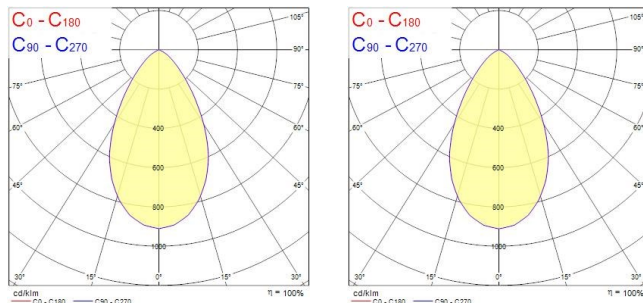 C0 - C180
C90 - C270
105°
90°
75°
75°
60°
60°
45°
45°
400
600
800
1000
30°
15°
0°
15°
30°
cd/klm
η = 100%
C0 - C180
C90 - C270
C0 - C180
C90 - C270
105°
90°
75°
75°
60°
60°
45°
45°
400
600
800
1000
30°
15°
0°
15°
30°
cd/klm
η = 100%
C0 - C180
C90 - C270